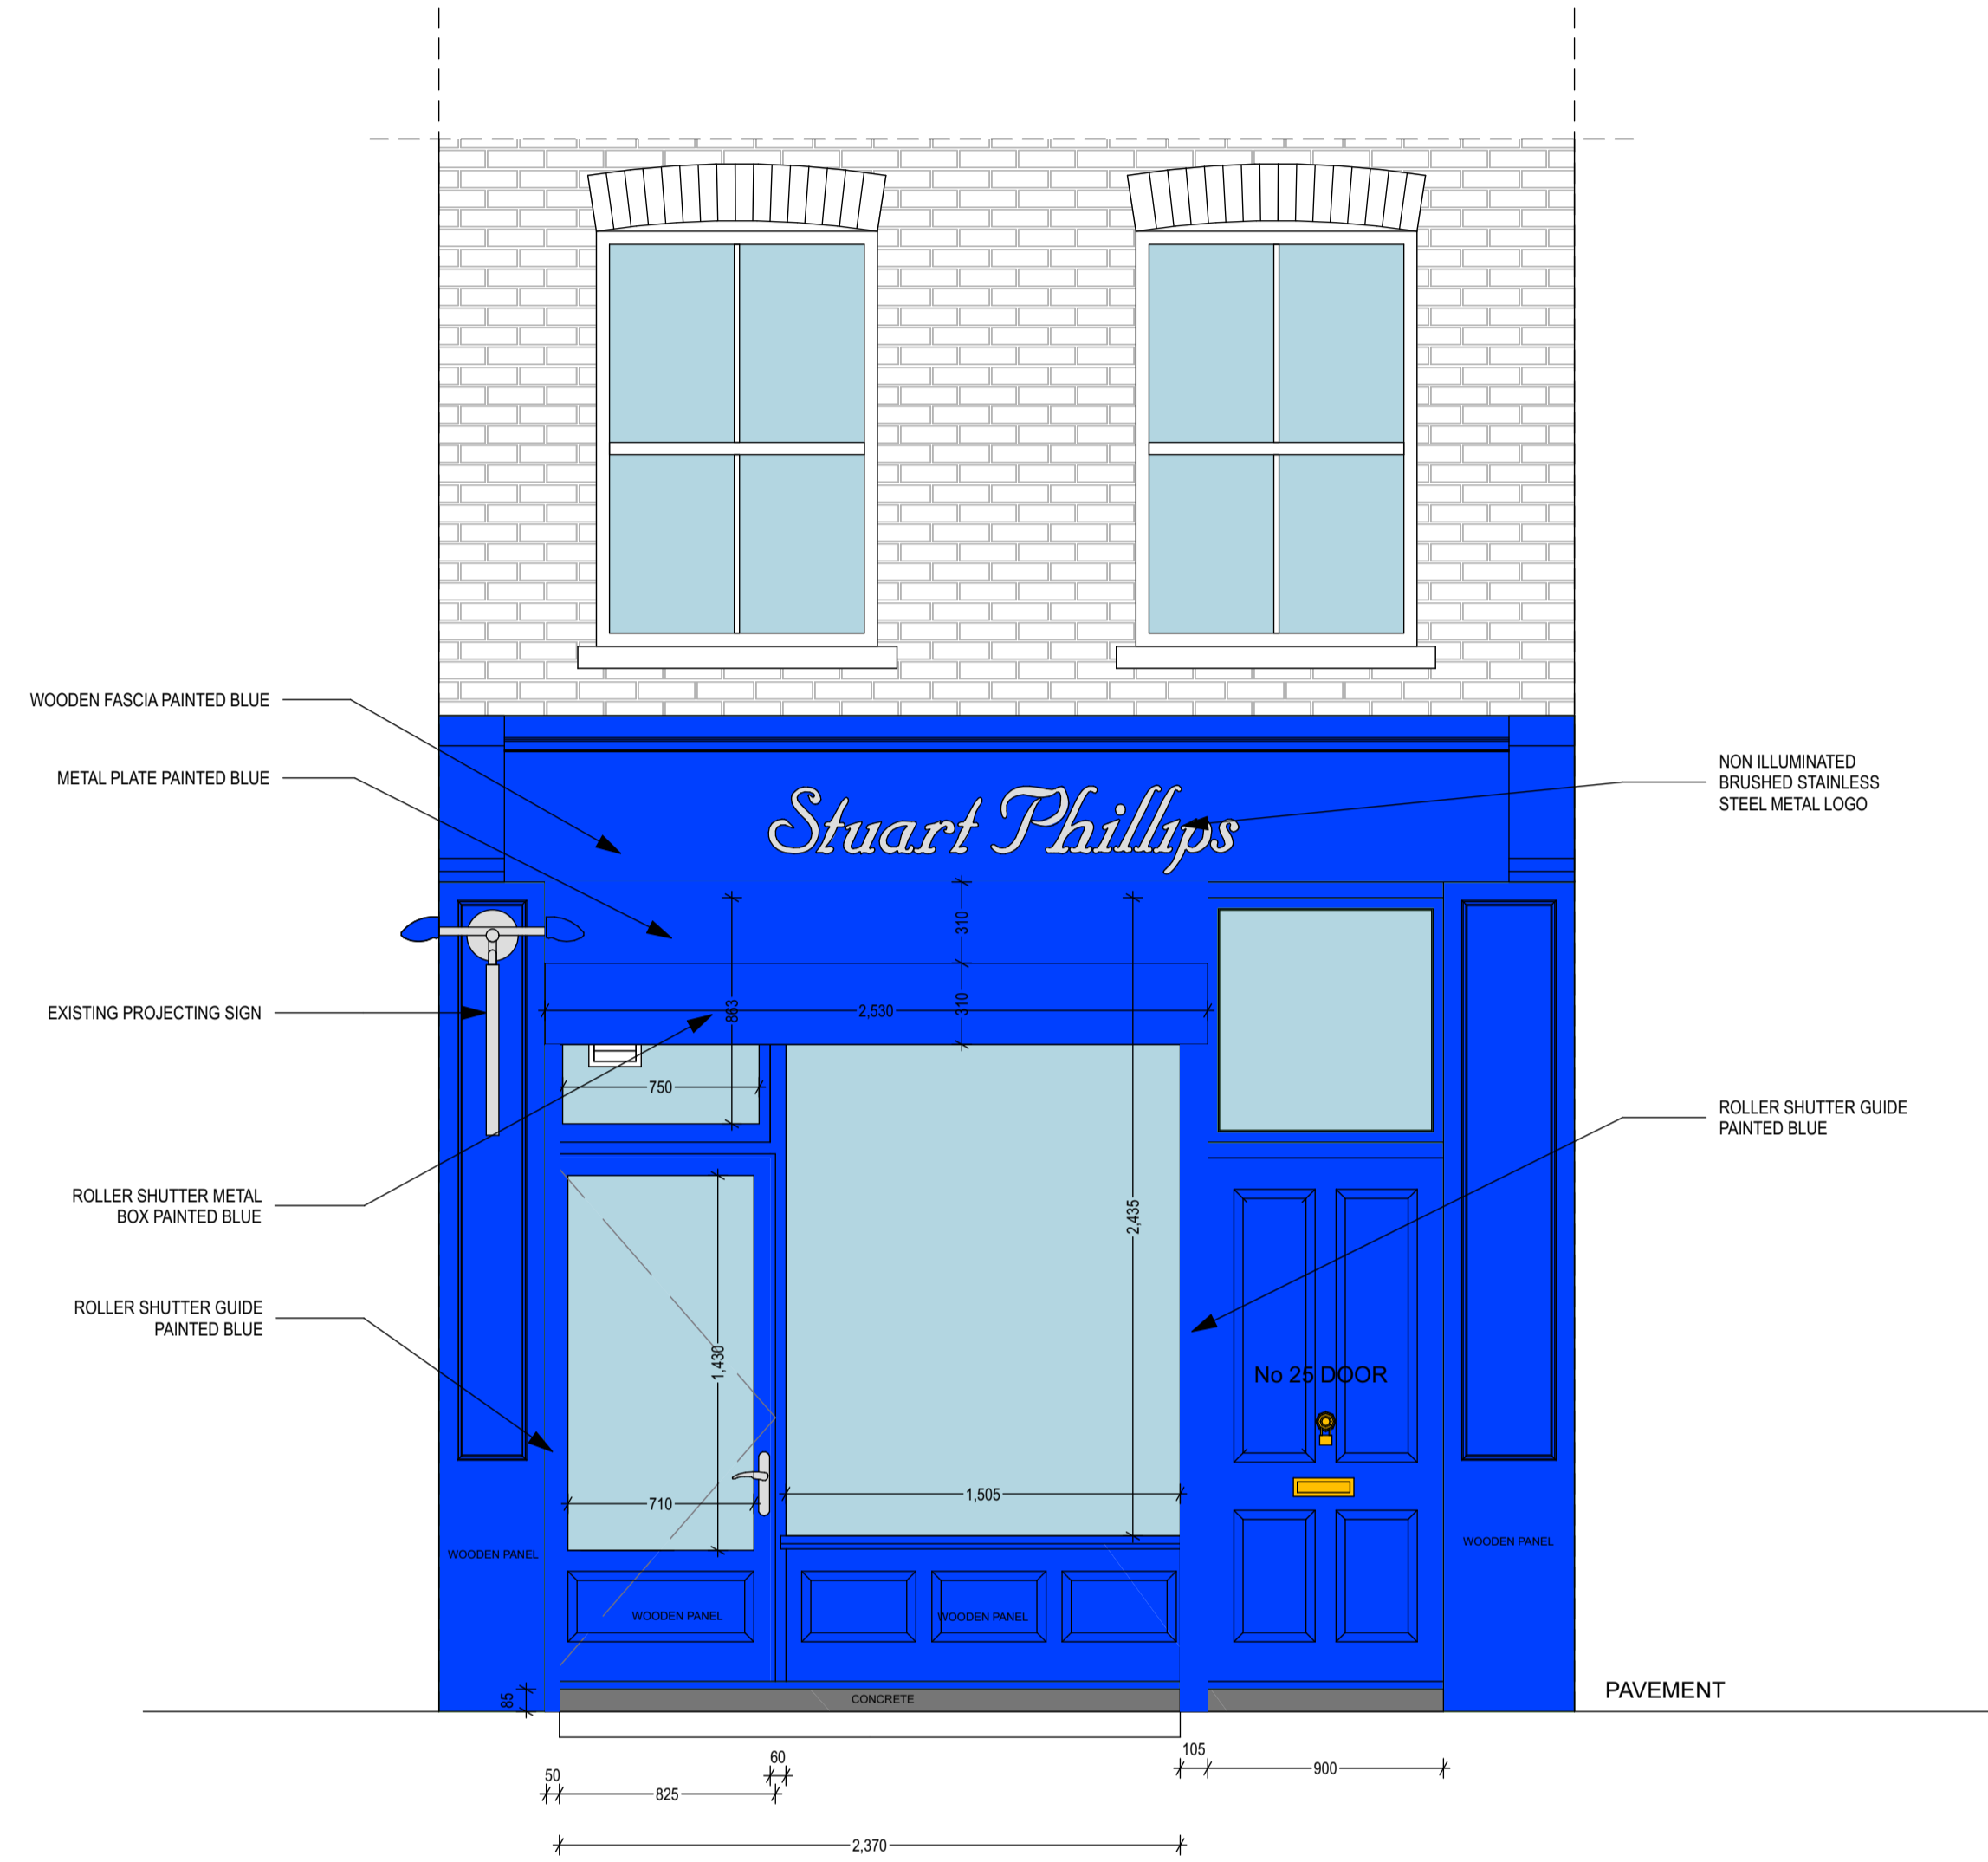 WOODEN FASCIA PAINTED BLUE
METAL PLATE PAINTED BLUE
NON ILLUMINATED
BRUSHED STAINLESS
STEEL METAL LOGO
Stuart Phillips
310
863
2,530
310
EXISTING PROJECTING SIGN
750
ROLLER SHUTTER GUIDE
PAINTED BLUE
ROLLER SHUTTER METAL
BOX PAINTED BLUE
2,435
ROLLER SHUTTER GUIDE
PAINTED BLUE
1,430
No 25 DOOR
710
1,505
WOODEN PANEL
WOODEN PANEL
WOODEN PANEL
WOODEN PANEL
85
CONCRETE
PAVEMENT
60
105
50
825
900
2,370